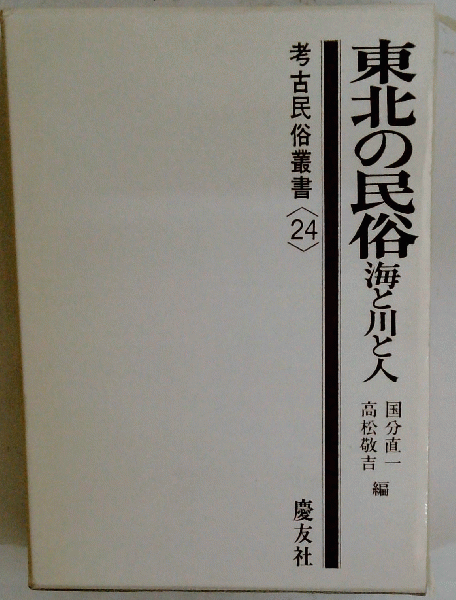 東北の民俗 海と川と人
国分直一
高松敬吉 編
考古民俗叢書〈24〉
慶友社